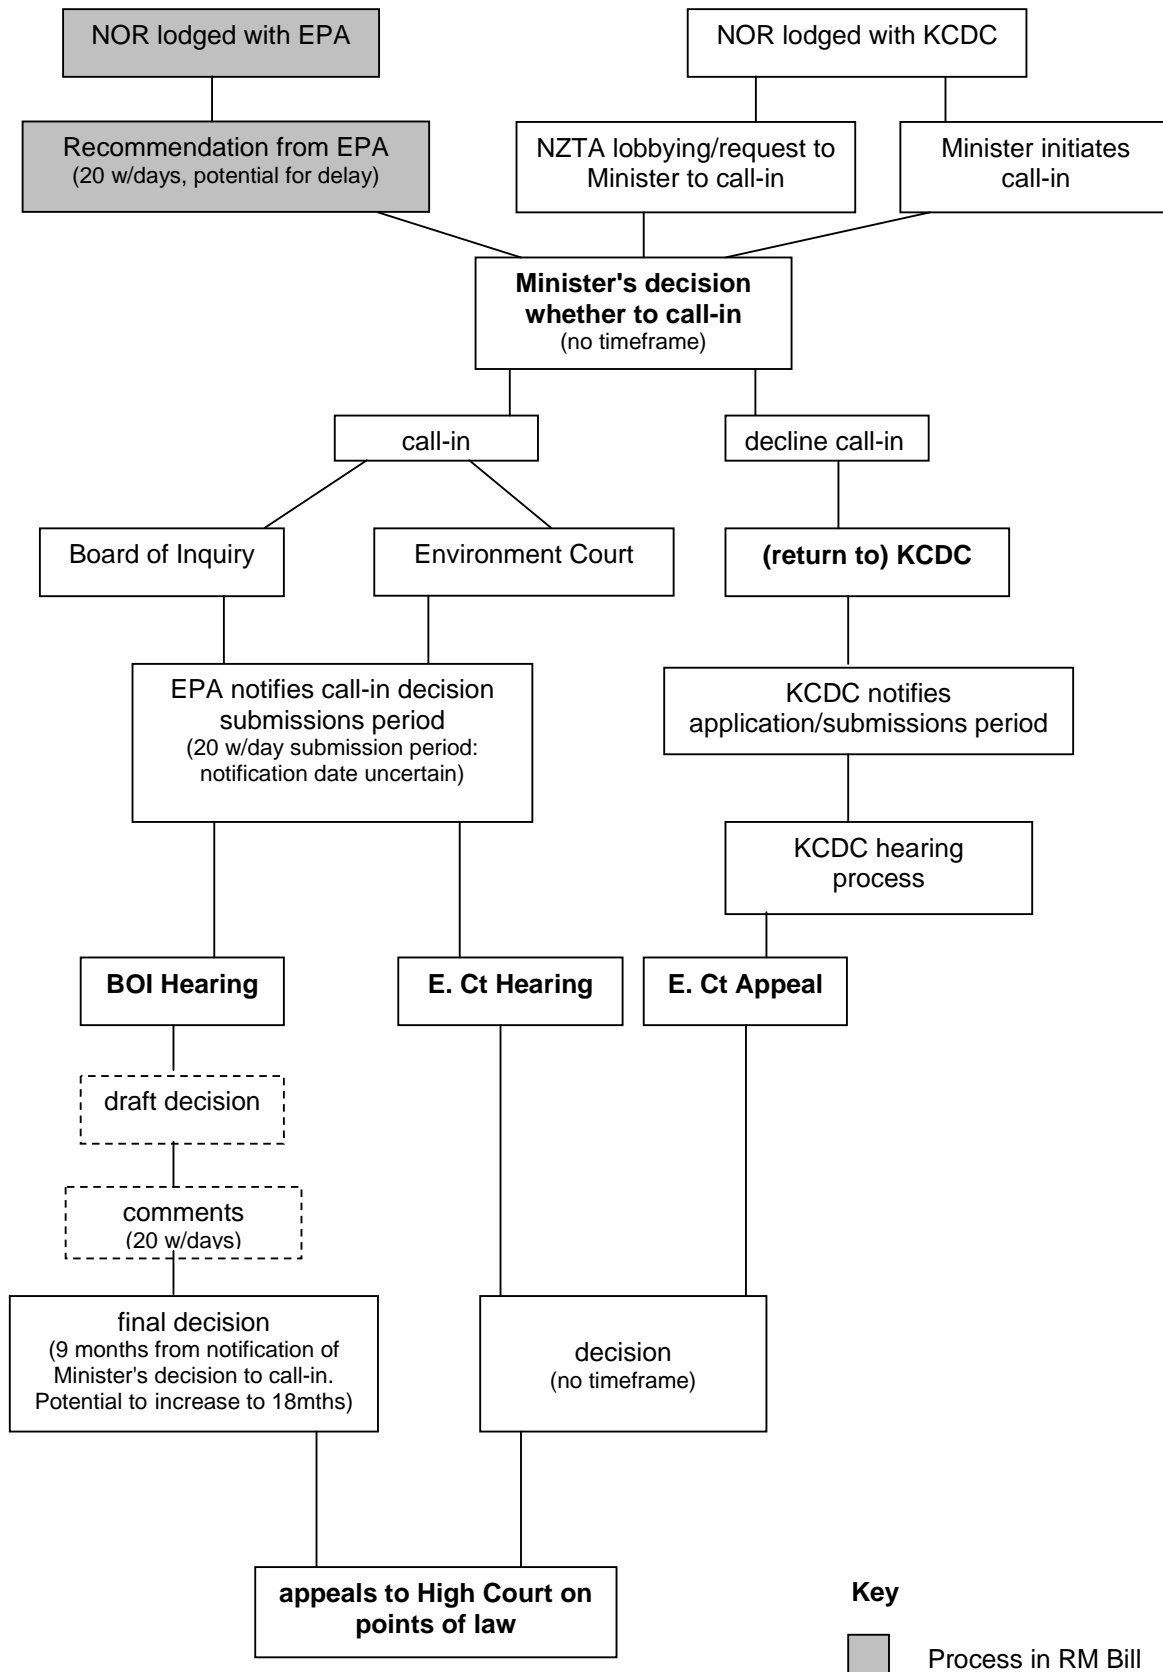 NOR lodged with EPA
NOR lodged with KCDC
Recommendation from EPA
(20 w/days, potential for delay)
NZTA lobbying/request to
Minister to call-in
Minister initiates
call-in
Minister's decision
whether to call-in
(no timeframe)
call-in
decline call-in
Board of Inquiry
Environment Court
(return to) KCDC
EPA notifies call-in decision
submissions period
(20 w/day submission period:
notification date uncertain)
KCDC notifies
application/submissions period
KCDC hearing
process
BOI Hearing
E. Ct Hearing
E. Ct Appeal
draft decision
comments
(20 w/days)
final decision
(9 months from notification of
Minister's decision to call-in.
Potential to increase to 18mths)
decision
(no timeframe)
appeals to High Court on
points of law
Key
Process in RM Bill